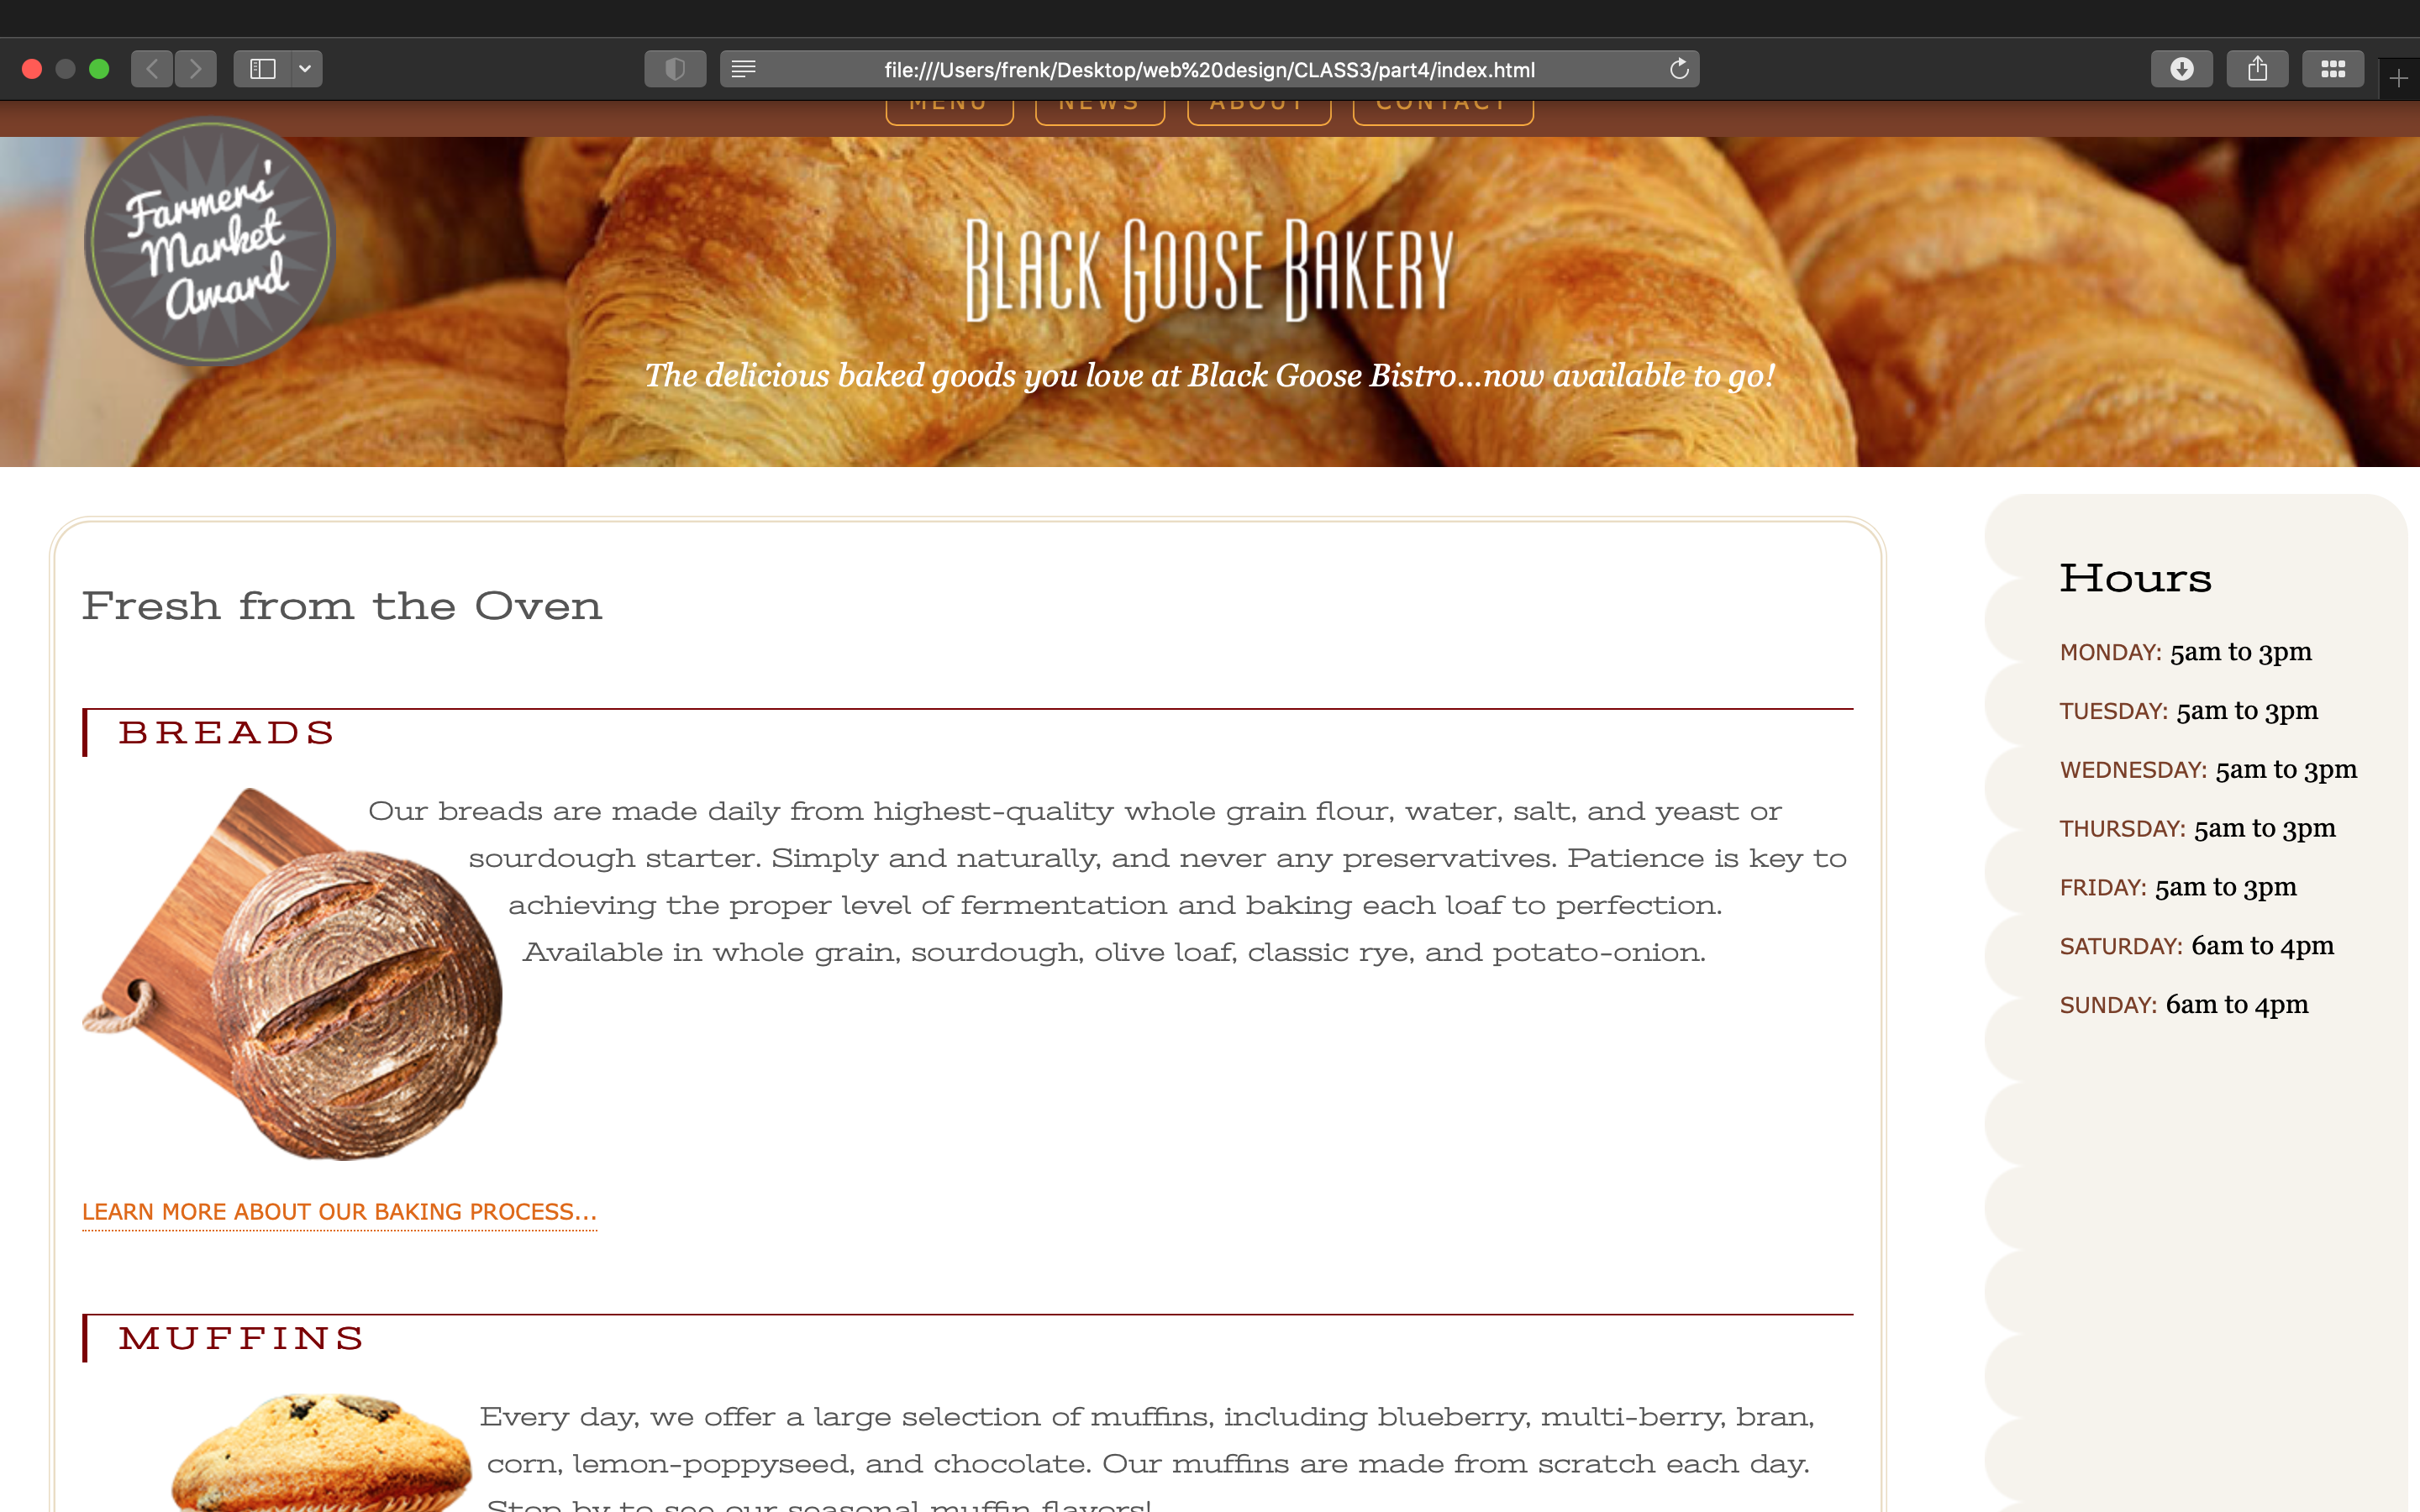 file:///Users/frenk/Desktop/web%20design/CLASS3/part4/index.html
MENU NEWS ABOUT CONTACT
Farmers'
Market
Award
BLACK GOOSE BAKERY
The delicious baked goods you love at Black Goose Bistro...now available to go!
Fresh from the Oven
BREADS
Our breads are made daily from highest-quality whole grain flour, water, salt, and yeast or
sourdough starter. Simply and naturally, and never any preservatives. Patience is key to
achieving the proper level of fermentation and baking each loaf to perfection.
Available in whole grain, sourdough, olive loaf, classic rye, and potato-onion.
LEARN MORE ABOUT OUR BAKING PROCESS...
MUFFINS
Every day, we offer a large selection of muffins, including blueberry, multi-berry, bran,
corn, lemon-poppyseed, and chocolate. Our muffins are made from scratch each day.
Stop by to see our seasonal muffin flavors!
Hours
MONDAY: 5am to 3pm
TUESDAY: 5am to 3pm
WEDNESDAY: 5am to 3pm
THURSDAY: 5am to 3pm
FRIDAY: 5am to 3pm
SATURDAY: 6am to 4pm
SUNDAY: 6am to 4pm